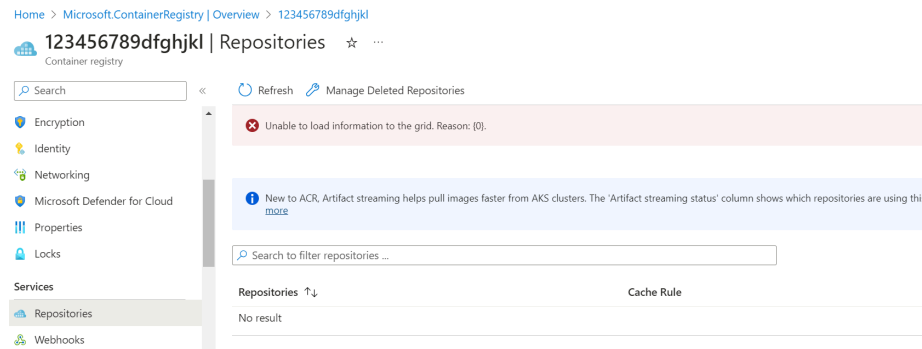 Home > Microsoft.ContainerRegistry | Overview > 123456789dfghjkl
123456789dfghjkl | Repositories
Container registry
Search
Refresh
Manage Deleted Repositories
Encryption
Unable to load information to the grid. Reason: {0}.
Identity
Networking
Microsoft Defender for Cloud
New to ACR, Artifact streaming helps pull images faster from AKS clusters. The 'Artifact streaming status' column shows which repositories are using
more
Properties
Locks
Search to filter repositories ...
Services
Repositories
Cache Rule
Repositories
No result
Webhooks